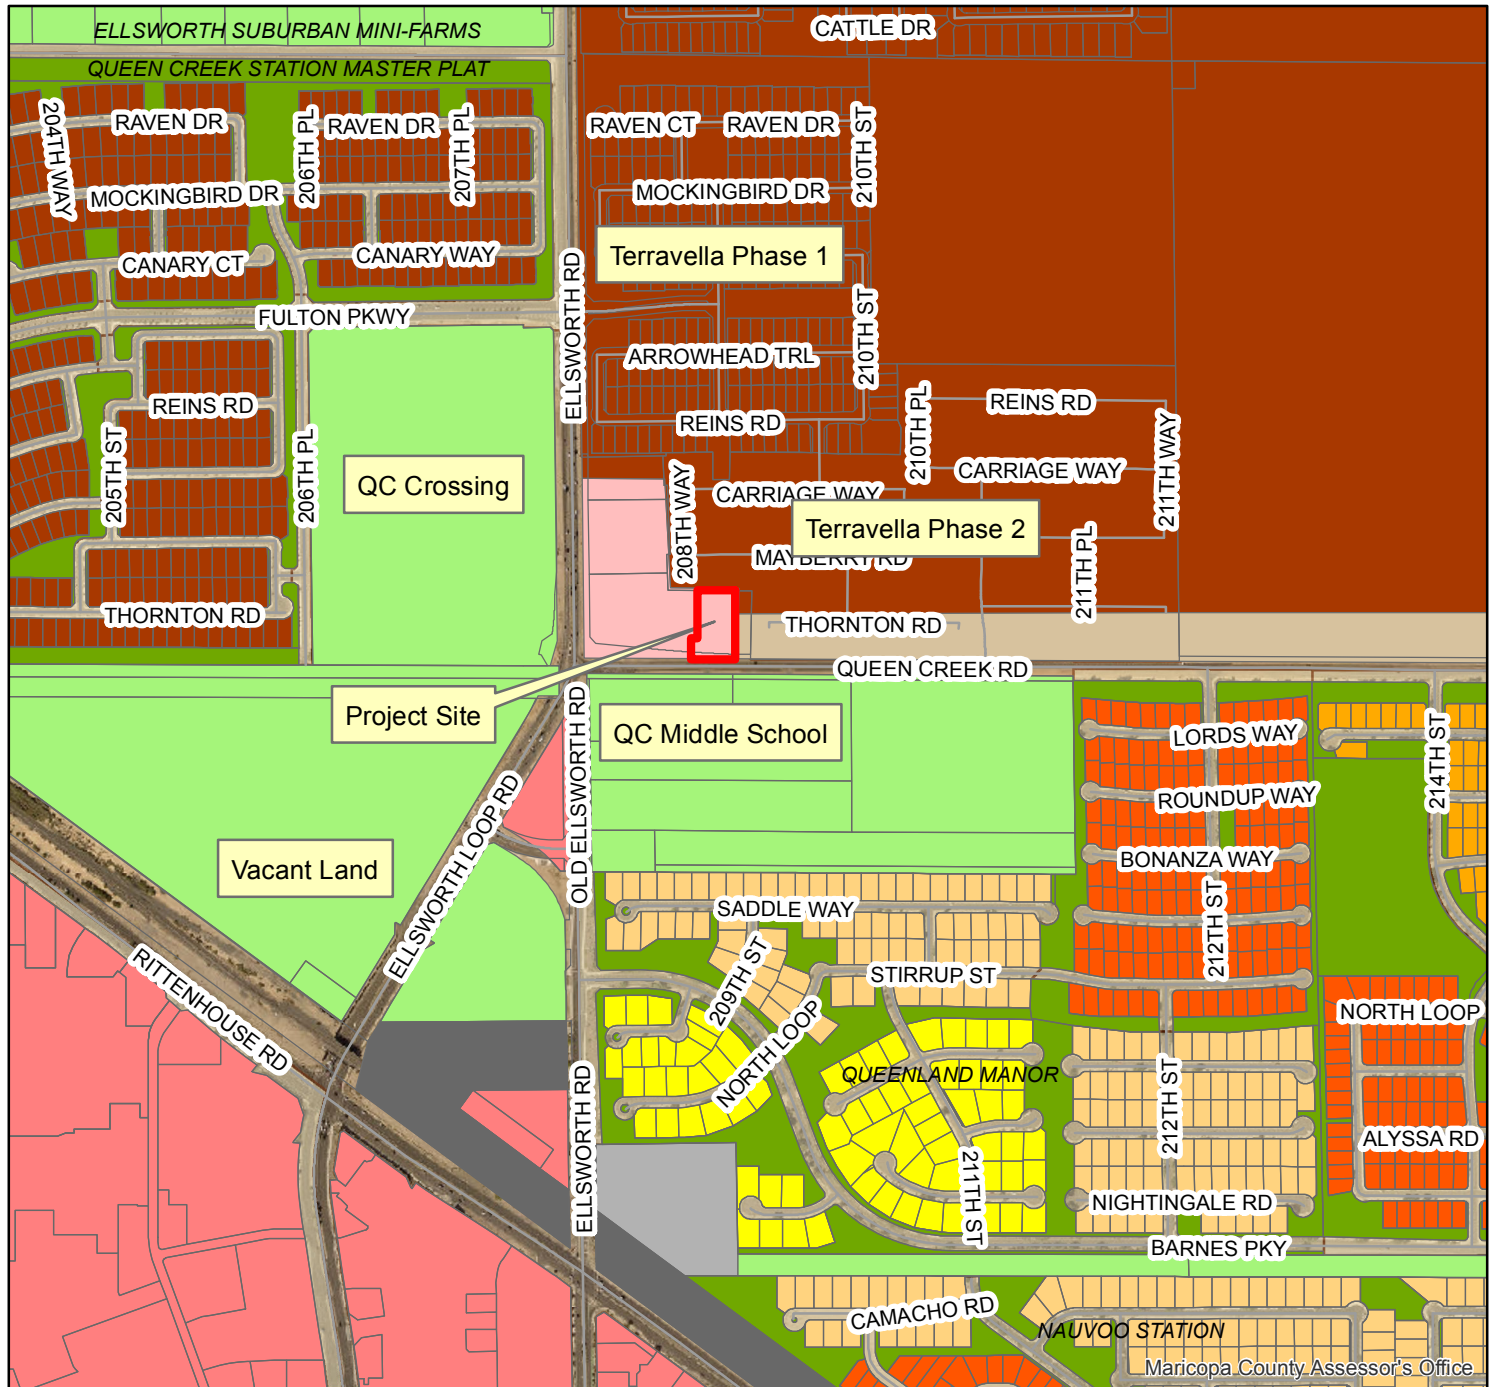 ELLSWORTH SUBURBAN MINI-FARMS
CATTLE DR
QUEEN CREEK STATION MASTER PLAT
204TH WAY
RAVEN DR
206TH PL
RAVEN DR
207TH PL
RAVEN CT
RAVEN DR
210TH ST
MOCKINGBIRD DR
MOCKINGBIRD DR
CANARY CT
CANARY WAY
ELLSWORTH RD
Terravella Phase 1
FULTON PKWY
210TH ST
ARROWHEAD TRL
REINS RD
REINS RD
210TH PL
REINS RD
211TH WAY
205TH ST
206TH PL
QC Crossing
208TH WAY
CARRIAGE WAY
CARRIAGE WAY
Terravella Phase 2
MAYBERRY RD
211TH PL
THORNTON RD
THORNTON RD
QUEEN CREEK RD
Project Site
OLD ELLSWORTH RD
QC Middle School
LORDS WAY
214TH ST
ROUNDUP WAY
ELLSWORTH LOOP RD
Vacant Land
BONANZA WAY
SADDLE WAY
212TH ST
209TH ST
STIRRUP ST
RITTENHOUSE RD
NORTH LOOP
NORTH LOOP
QUEENLAND MANOR
212TH ST
ELLSWORTH RD
ALYSSA RD
211TH ST
NIGHTINGALE RD
BARNES PKY
CAMACHO RD
NAUVOO STATION
Maricopa County Assessor's Office